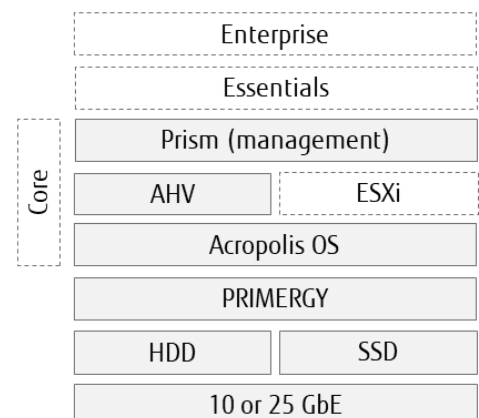 Enterprise
Essentials
Core
Prism (management)
AHV
ESXi
Acropolis OS
PRIMERGY
HDD
SSD
10 or 25 GbE